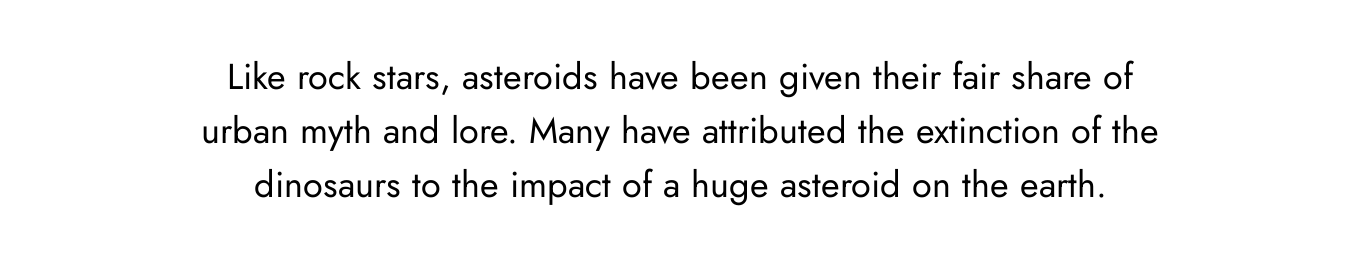 Like rock stars, asteroids have been given their fair share of
urban myth and lore. Many have attributed the extinction of the
dinosaurs to the impact of a huge asteroid on the earth.